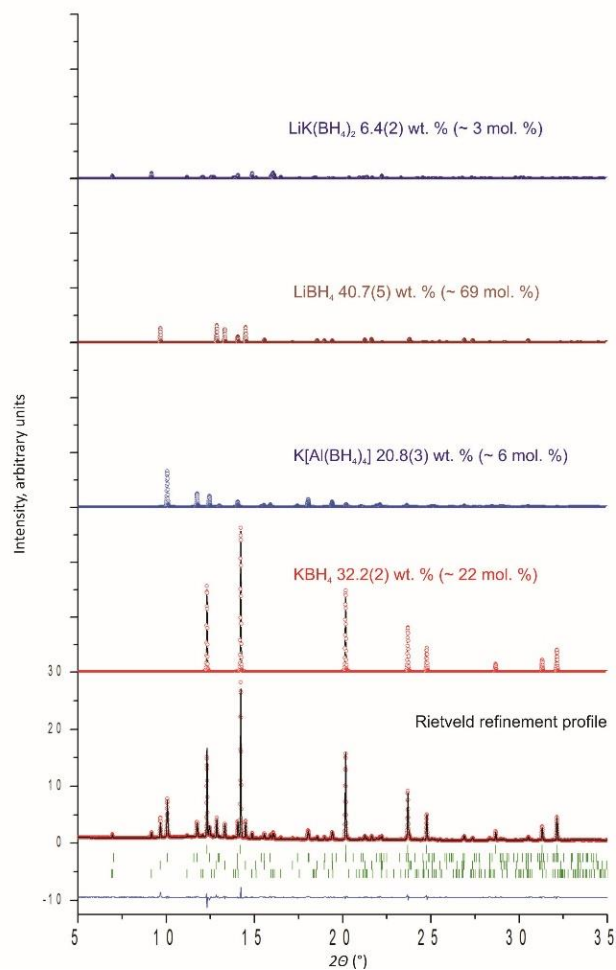 LiK(BH₄)₂ 6.4(2) wt. % (~ 3 mol. %)
LiBH₄ 40.7(5) wt. % (~ 69 mol. %)
K[Al(BH₄)₄] 20.8(3) wt. % (~ 6 mol. %)
KBH₄ 32.2(2) wt. % (~ 22 mol. %)
Intensity, arbitrary units
Rietveld refinement profile
30
20
10
0
-10
5 10 15 20 25 30 35
2Θ (°)